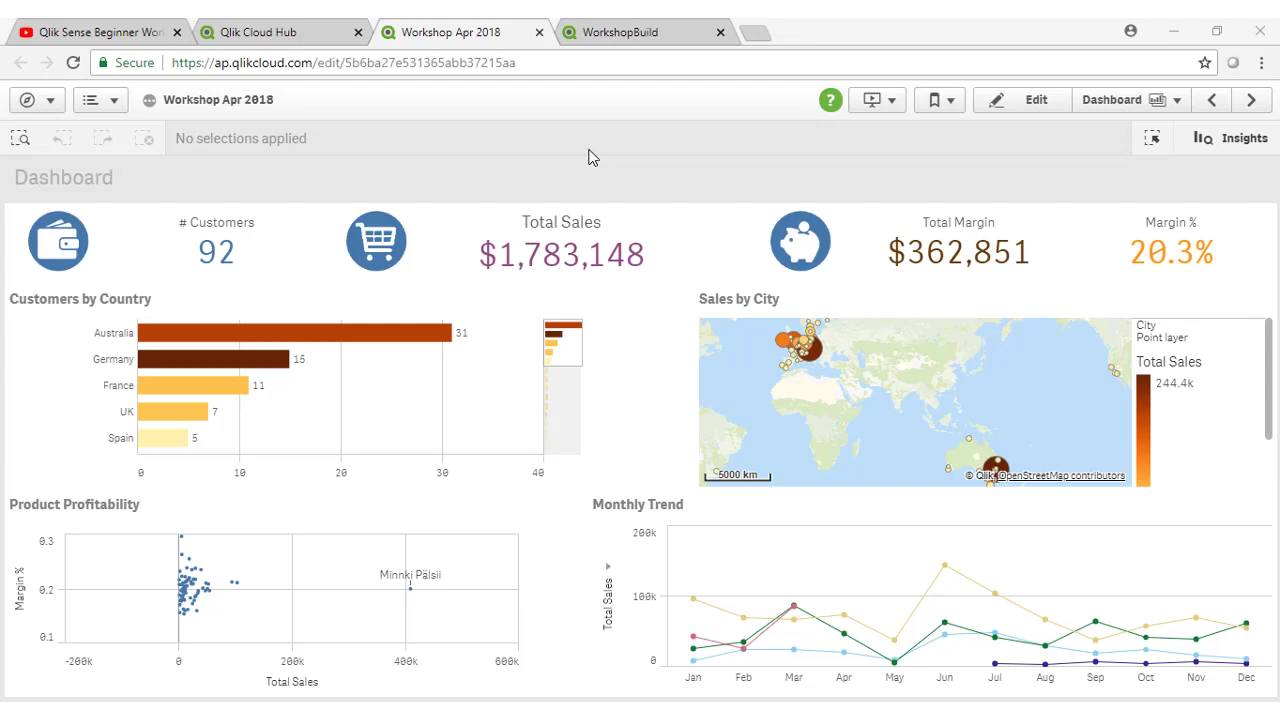 Qlik Sense Beginner Wor
Qlik Cloud Hub
Workshop Apr 2018
WorkshopBuild
Secure
https://ap.qlikcloud.com/edit/5b6ba27e531365abb37215aa
Workshop Apr 2018
?
Edit
Dashboard
No selections applied
Insights
Dashboard
# Customers
92
Total Sales
$1,783,148
Total Margin
$362,851
Margin %
20.3%
Customers by Country
Australia 31
Germany 15
France 11
UK 7
Spain 5
0 10 20 30 40
Sales by City
5000 km
© Qlik, OpenStreetMap contributors
City
Point layer
Total Sales
244.4k
Product Profitability
Margin %
0.3
0.2
0.1
Minnki Pälsii
-200k 0 200k 400k 600k
Total Sales
Monthly Trend
Total Sales
200k
100k
0
Jan Feb Mar Apr May Jun Jul Aug Sep Oct Nov Dec